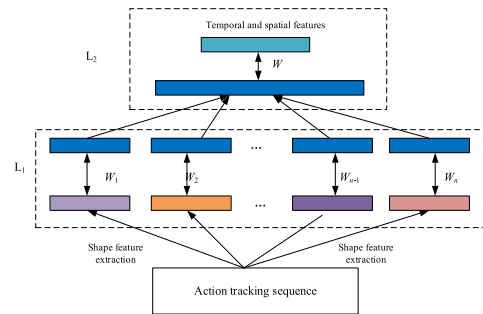 Temporal and spatial features
L2
W
L1
...
W1
W2
Wn-1
Wn
...
Shape feature
extraction
Shape feature
extraction
Action tracking sequence